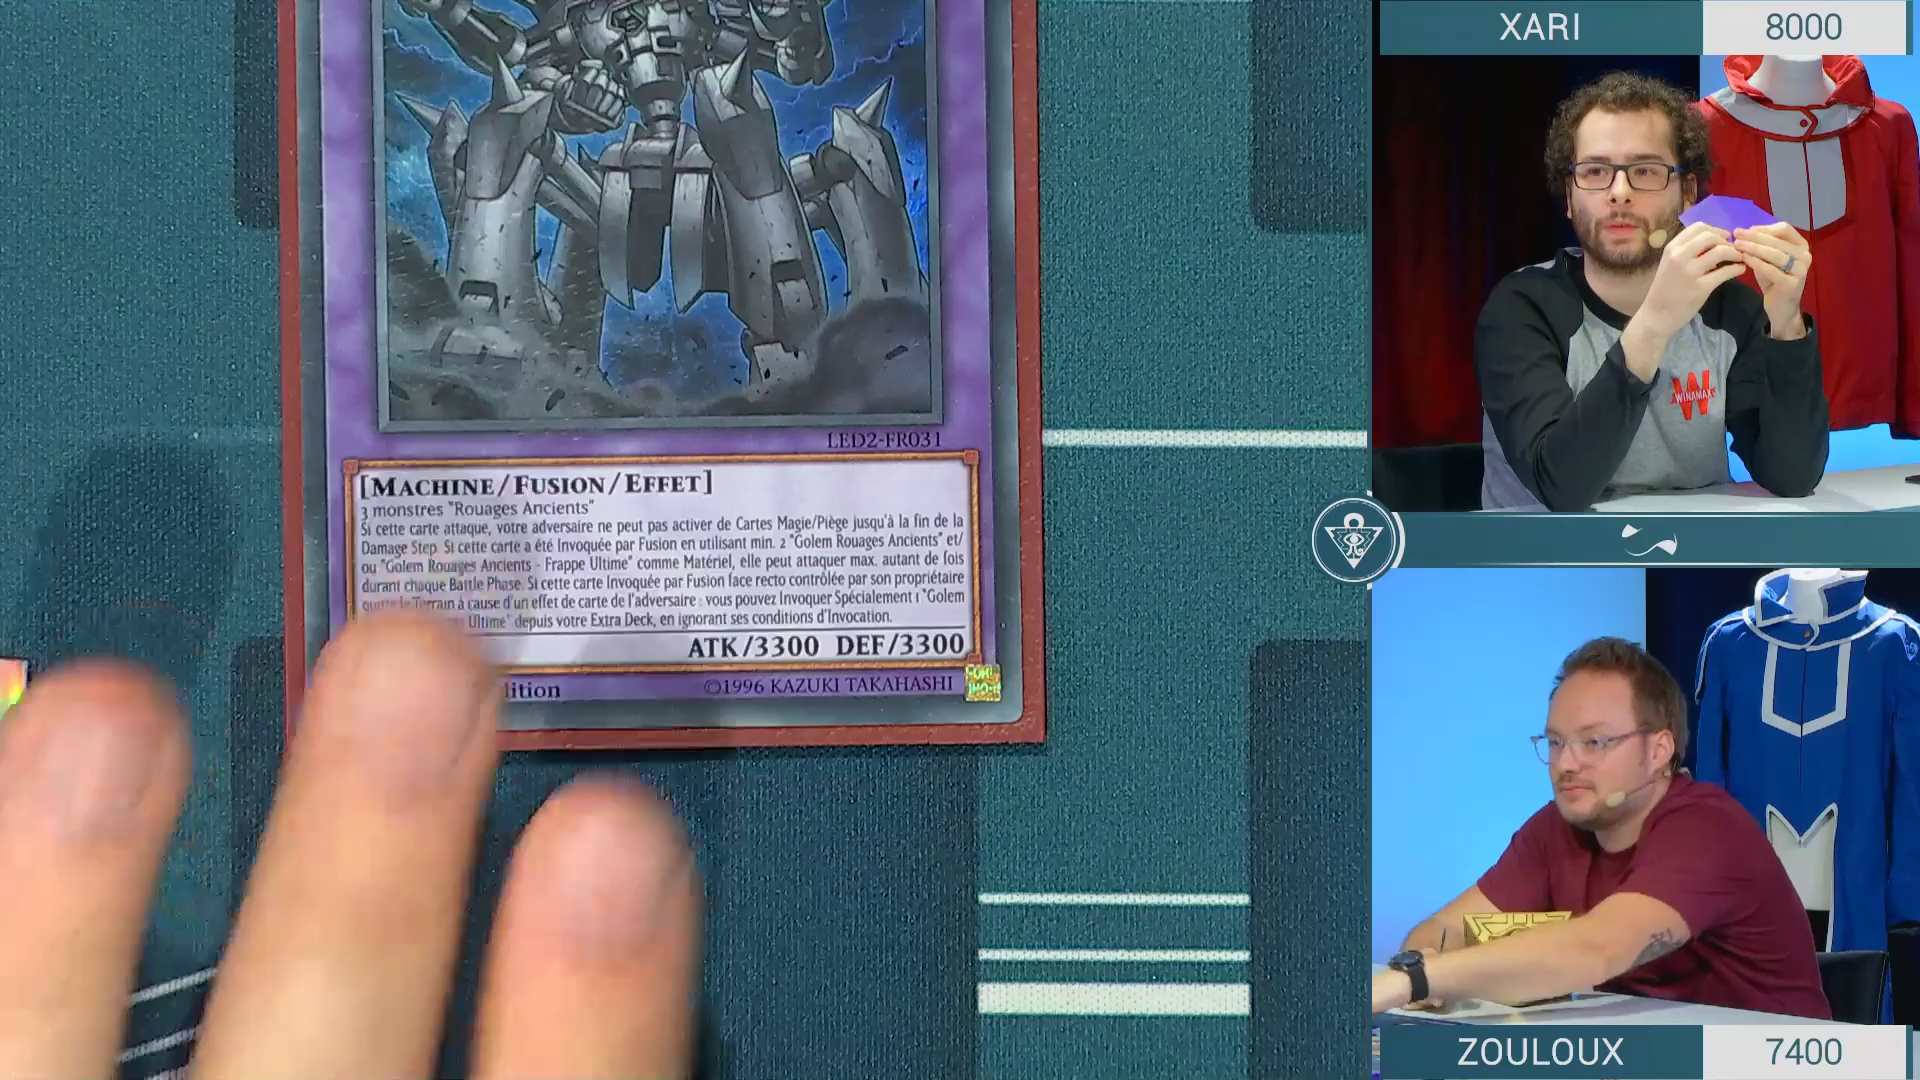 XARI
8000
LED2-FR031
[MACHINE/FUSION/EFFET]
3 monstres "Rouages Ancients"
Si cette carte attaque, votre adversaire ne peut pas activer de Cartes Magie/Piège jusqu'à la fin de la
Damage Step. Si cette carte a été Invoquée par Fusion en utilisant min. 2 "Golem Rouages Ancients" et/
ou "Golem Rouages Ancients - Frappe Ultime" comme Matériel, elle peut attaquer max. autant de fois
durant chaque Battle Phase. Si cette carte Invoquée par Fusion face recto contrôlée par son propriétaire
Terrain à cause d'un effet de carte de l'adversaire : vous pouvez Invoquer Spécialement 1 "Golem
Ultime" depuis votre Extra Deck, en ignorant ses conditions d'Invocation.
ATK/3300 DEF/3300
©1996 KAZUKI TAKAHASHI
W
WINAMAX
ZOULOUX
7400